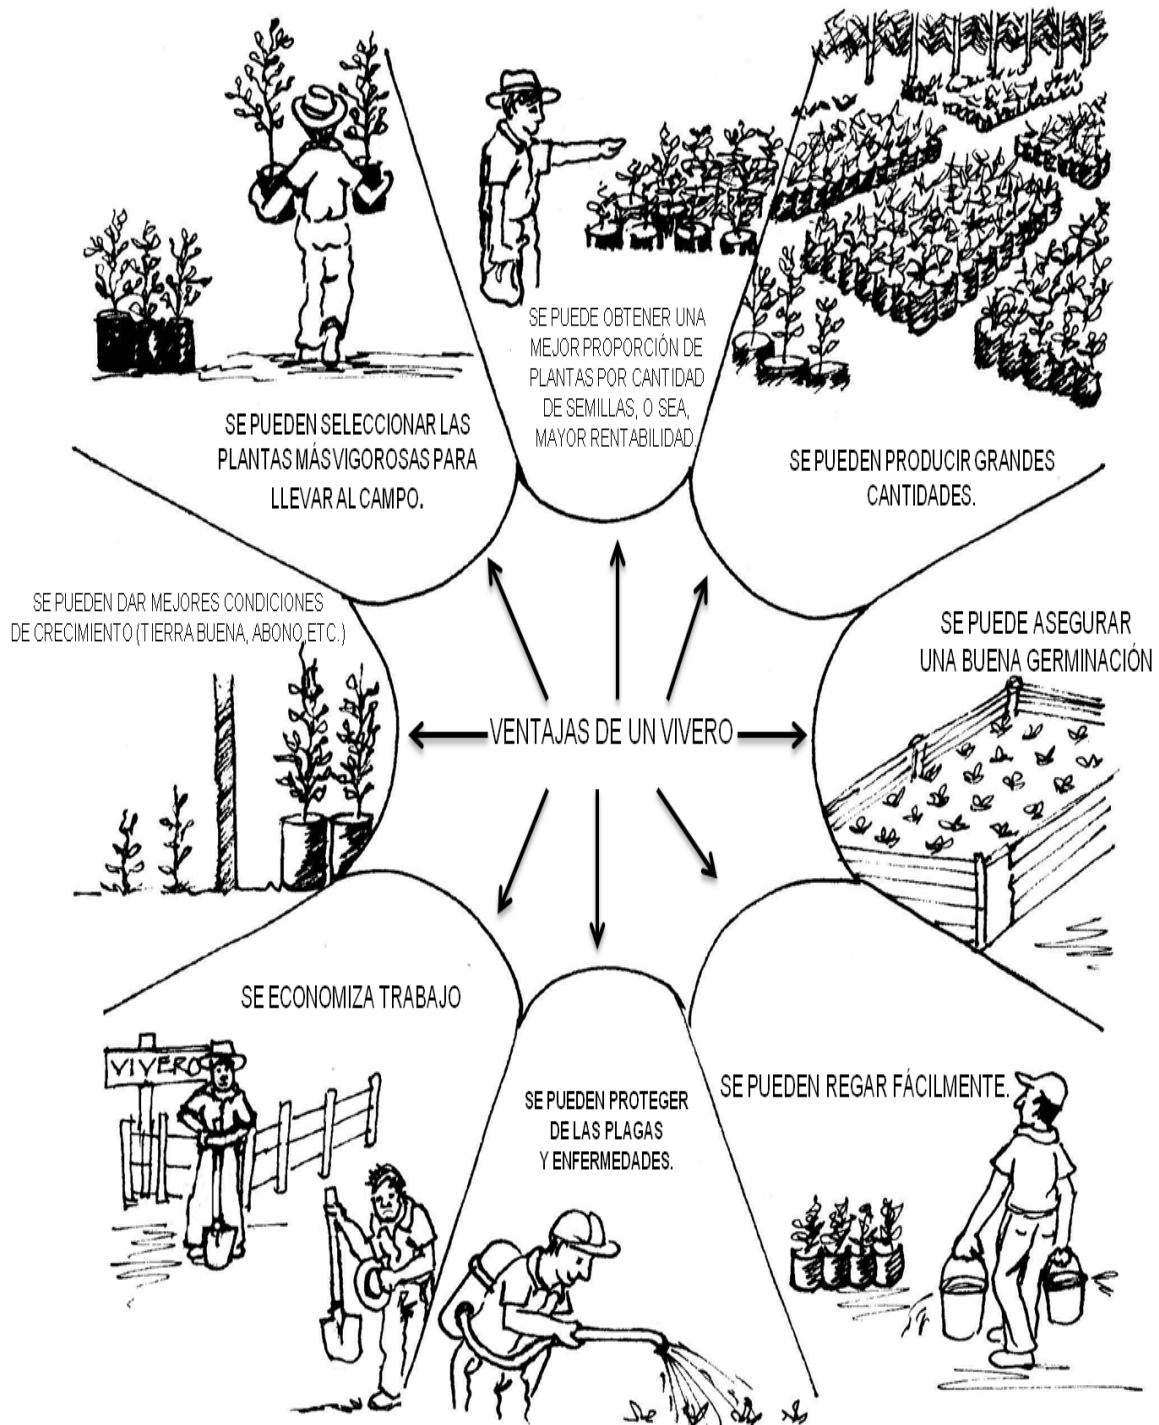 SE PUEDE OBTENER UNA
MEJOR PROPORCIÓN DE
PLANTAS POR CANTIDAD
DE SEMILLAS, O SEA,
MAYOR RENTABILIDAD.
SE PUEDEN SELECCIONAR LAS
PLANTAS MÁS VIGOROSAS PARA
LLEVAR AL CAMPO.
SE PUEDEN PRODUCIR GRANDES
CANTIDADES.
SE PUEDEN DAR MEJORES CONDICIONES
DE CRECIMIENTO (TIERRA BUENA, ABONO, ETC.)
SE PUEDE ASEGURAR
UNA BUENA GERMINACIÓN
VENTAJAS DE UN VIVERO
SE ECONOMIZA TRABAJO
VIVERO
SE PUEDEN PROTEGER
DE LAS PLAGAS
Y ENFERMEDADES.
SE PUEDEN REGAR FÁCILMENTE.